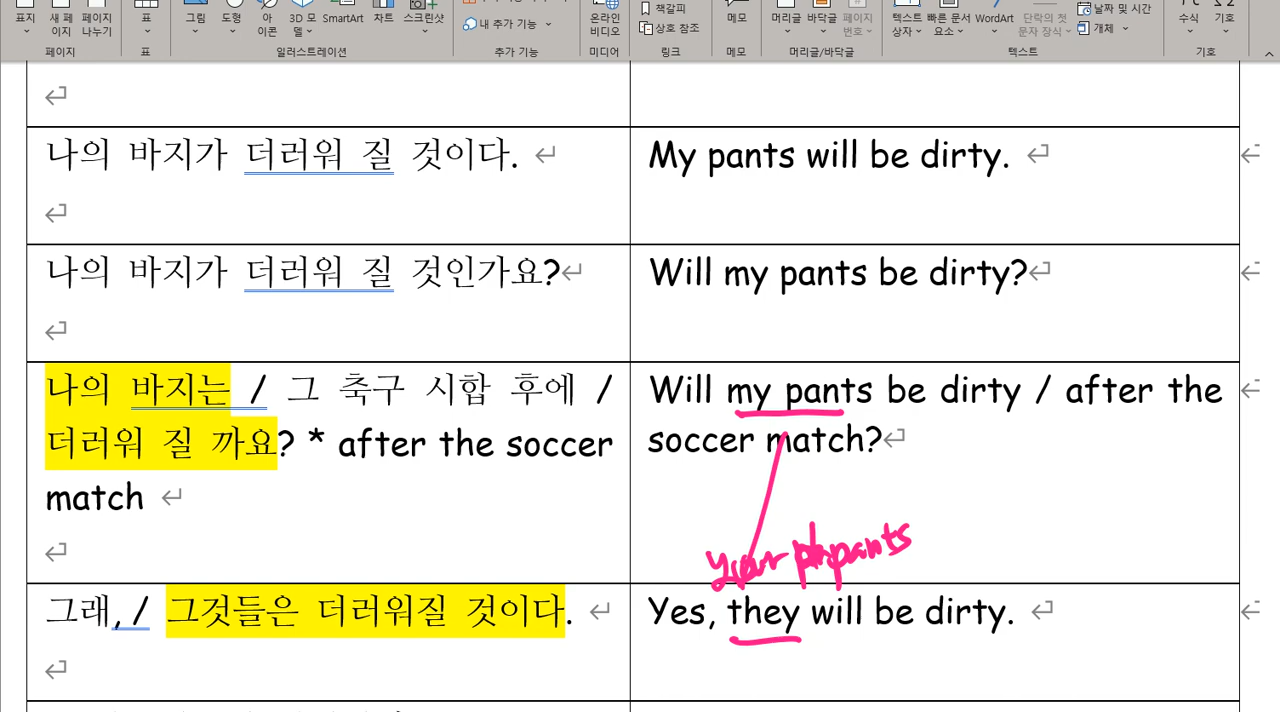 표지 새 페 페이지
이지 나누기
페이지
표
표
그림 도형 아 3D 모 SmartArt 차트 스크린샷
이콘 델
일러스트레이션
내 추가 기능
추가 기능
온라인
비디오
미디어
책갈피
상호 참조
링크
메모
메모
머리글 바닥글 페이지
번호
머리글/바닥글
텍스트 빠른 문서 WordArt 단락의 첫
상자 요소 문자 장식
날짜 및 시간
개체
텍스트
수식 기호
기호
나의 바지가 더러워 질 것이다.
My pants will be dirty.
나의 바지가 더러워 질 것인가요?
Will my pants be dirty?
나의 바지는 / 그 축구 시합 후에 /
더러워 질 까요? * after the soccer
match
Will my pants be dirty / after the
soccer match?
your pants
그래, / 그것들은 더러워질 것이다.
Yes, they will be dirty.